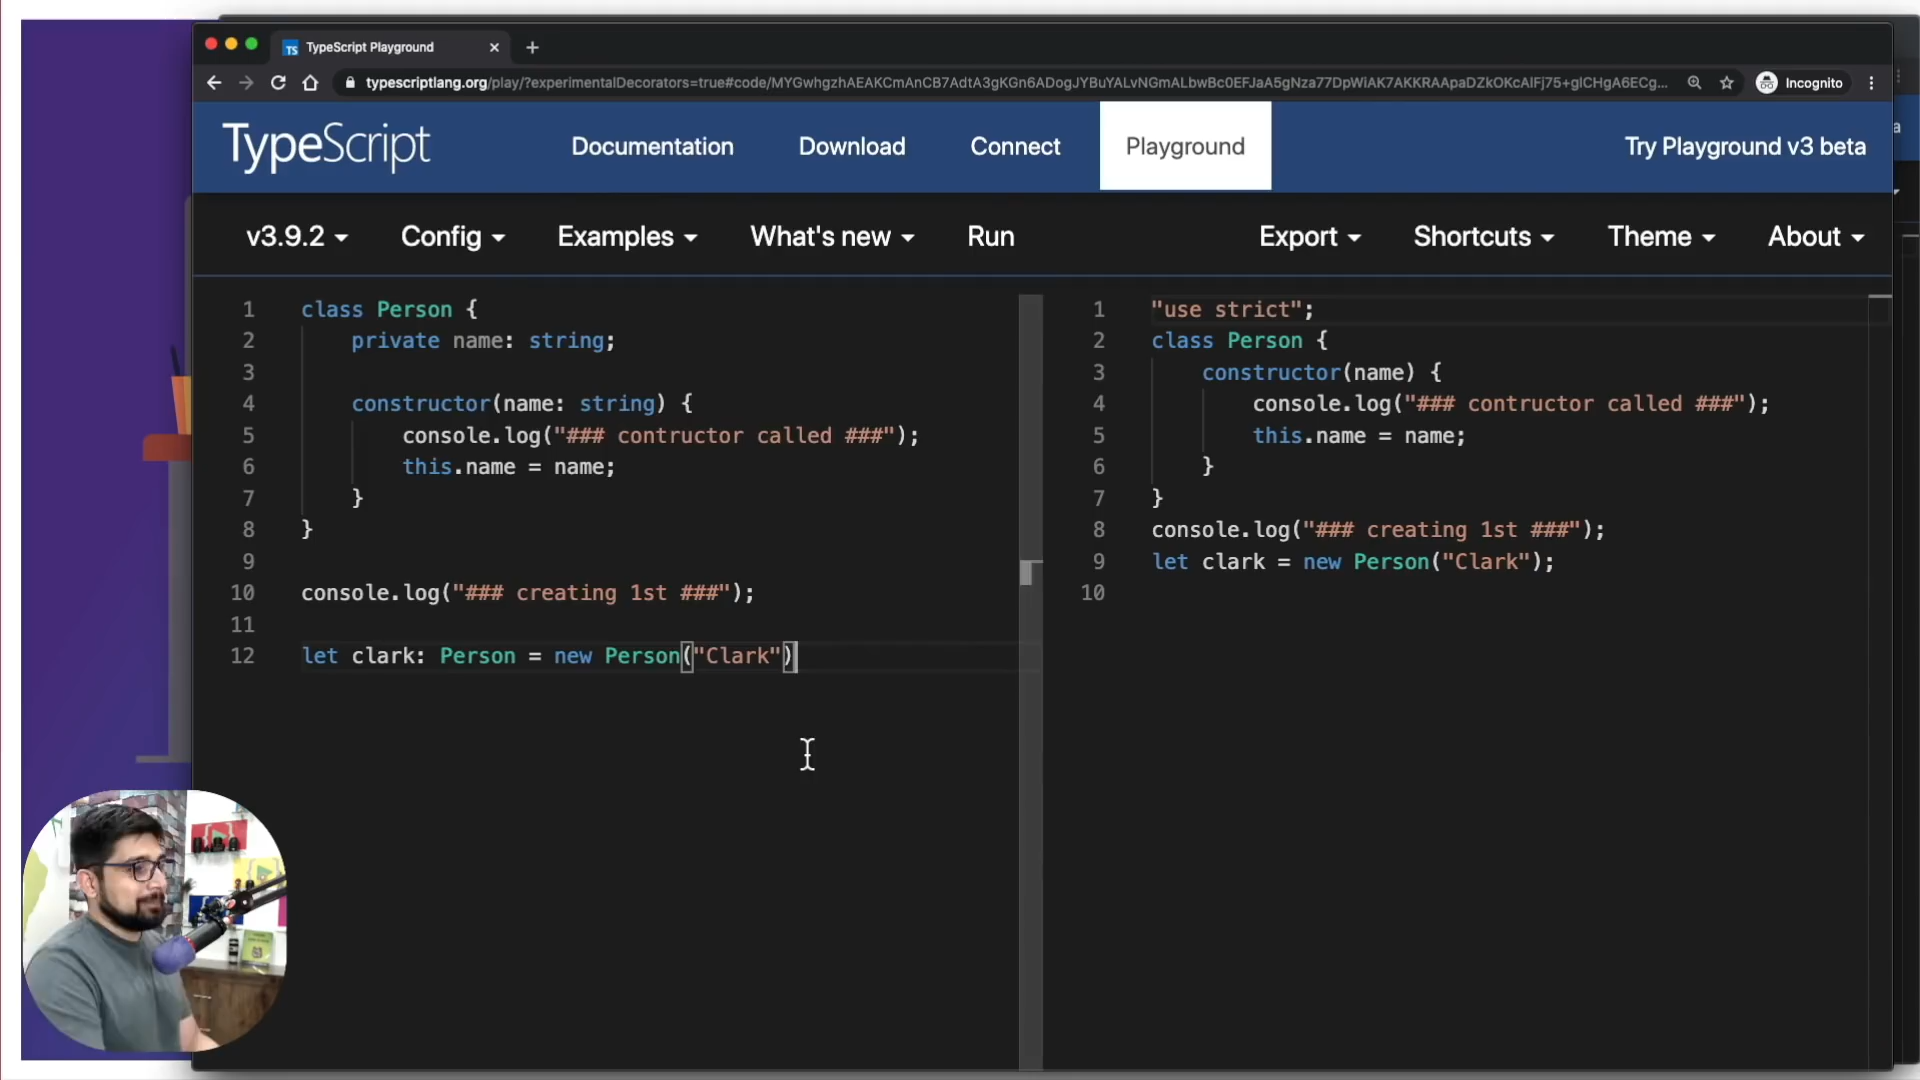 TypeScript Playground
typescriptlang.org/play/?experimentalDecorators=true#code/MYGwhgzhAEAKCmAnCB7AdtA3gKGn6ADogJYBuYALvNGmALbwBc0EFJaA5gNza77DpWiAK7AKKRAApaDZkOKcAlFj75+glCHgA6ECg...
Incognito
TypeScript
Documentation
Download
Connect
Playground
Try Playground v3 beta
v3.9.2
Config
Examples
What's new
Run
Export
Shortcuts
Theme
About
1 class Person {
2 private name: string;
3
4 constructor(name: string) {
5 console.log("### contructor called ###");
6 this.name = name;
7 }
8 }
9
10 console.log("### creating 1st ###");
11
12 let clark: Person = new Person("Clark")
1 "use strict";
2 class Person {
3 constructor(name) {
4 console.log("### contructor called ###");
5 this.name = name;
6 }
7 }
8 console.log("### creating 1st ###");
9 let clark = new Person("Clark");
10